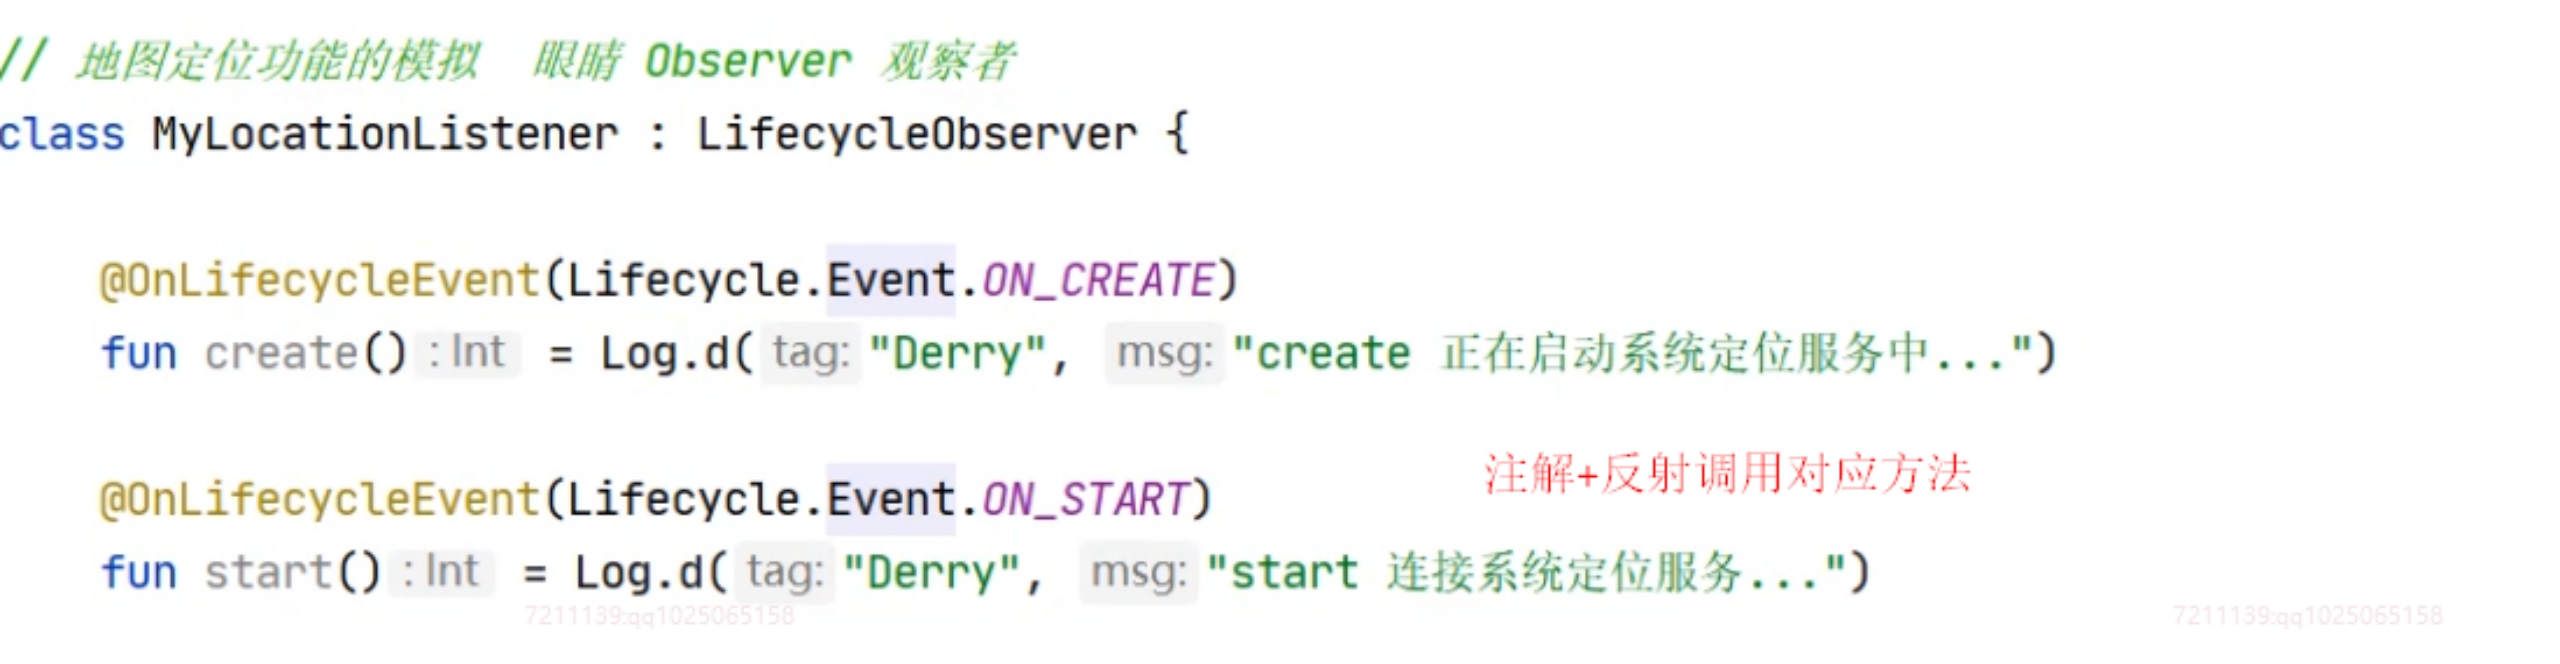 // 地图定位功能的模拟  眼睛 Observer 观察者
class MyLocationListener : LifecycleObserver {
@OnLifecycleEvent(Lifecycle.Event.ON_CREATE)
fun create() : Int = Log.d( tag: "Derry", msg: "create 正在启动系统定位服务中...")
注解+反射调用对应方法
@OnLifecycleEvent(Lifecycle.Event.ON_START)
fun start() : Int = Log.d( tag: "Derry", msg: "start 连接系统定位服务...")
7211139:qq1025065158
7211139:qq1025065158